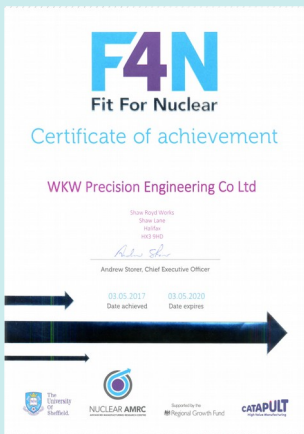 F4N
Fit For Nuclear
Certificate of achievement
WKW Precision Engineering Co Ltd
Shaw Royd Works
Shaw Lane
Halifax
HX3 9HD
Andrew Storer, Chief Executive Officer
03.05.2017 03.05.2020
Date achieved Date expires
The
University
Of
Sheffield.
NUCLEAR AMRC
Supported by the
Regional Growth Fund
CATAPULT
High Value Manufacturing